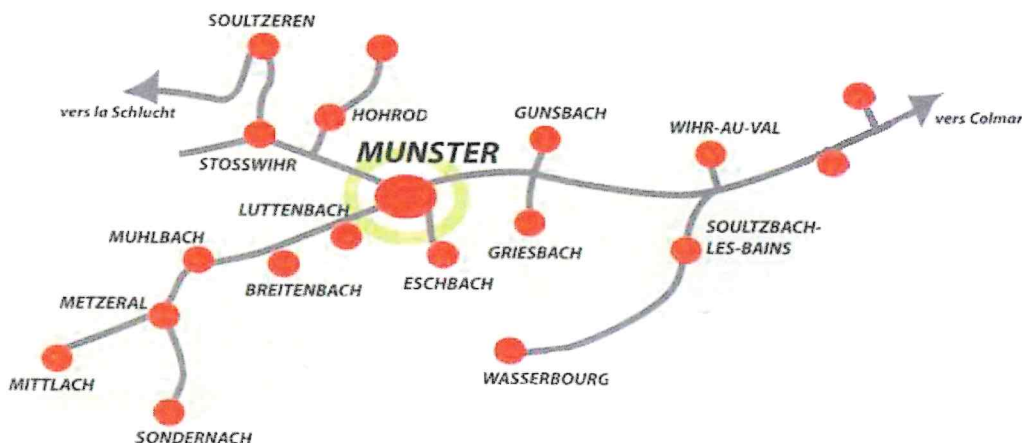 SOULTZEREN
vers la Schlucht
HOHROD
GUNSBACH
WIHR-AU-VAL
vers Colmar
STOSSWIHR
MUNSTER
LUTTENBACH
MUHLBACH
GRIESBACH
SOULTZBACH-
LES-BAINS
BREITENBACH
ESCHBACH
METZERAL
MITTLACH
WASSERBOURG
SONDERNACH